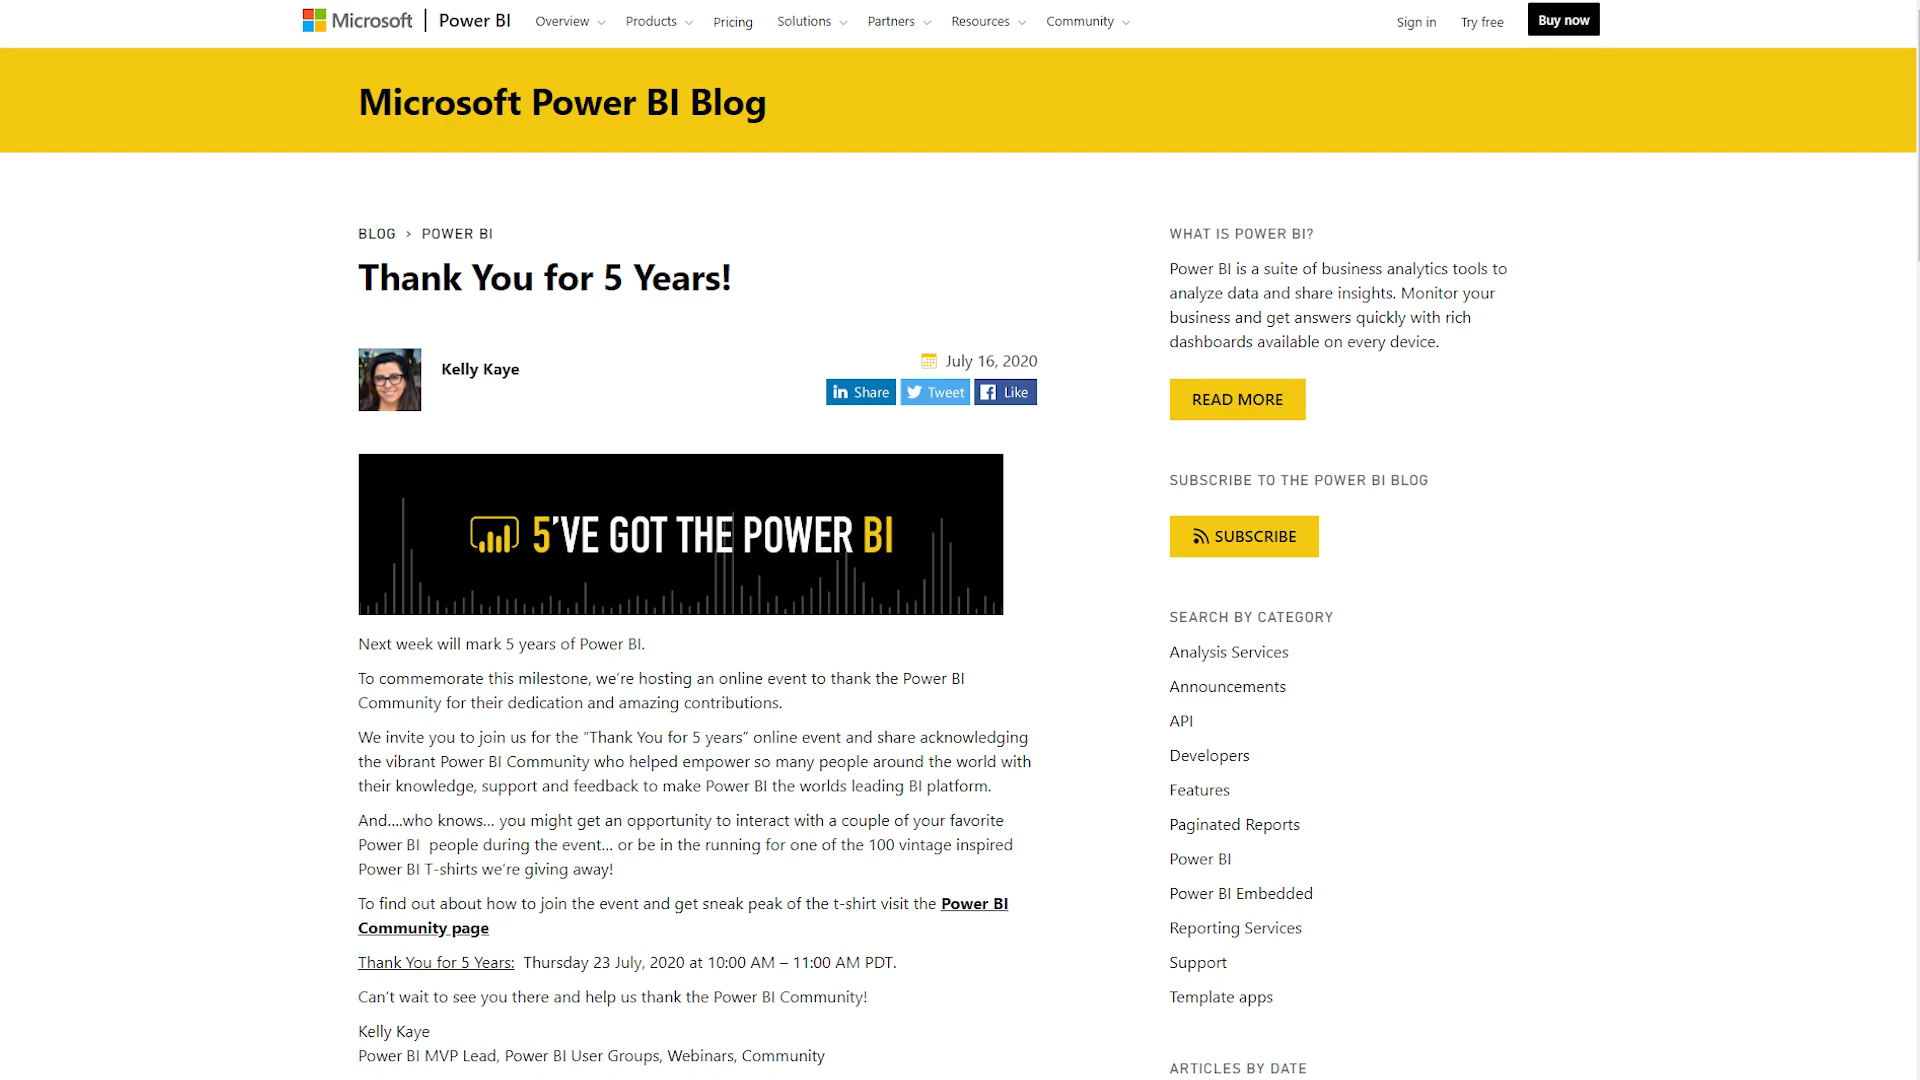 Microsoft | Power BI Overview Products Pricing Solutions Partners Resources Community Sign in Try free Buy now
Microsoft Power BI Blog
BLOG > POWER BI
Thank You for 5 Years!
Kelly Kaye
July 16, 2020
in Share Tweet Like
5'VE GOT THE POWER BI
Next week will mark 5 years of Power BI.
To commemorate this milestone, we're hosting an online event to thank the Power BI
Community for their dedication and amazing contributions.
We invite you to join us for the "Thank You for 5 years" online event and share acknowledging
the vibrant Power BI Community who helped empower so many people around the world with
their knowledge, support and feedback to make Power BI the worlds leading BI platform.
And....who knows... you might get an opportunity to interact with a couple of your favorite
Power BI  people during the event... or be in the running for one of the 100 vintage inspired
Power BI T-shirts we're giving away!
To find out about how to join the event and get sneak peak of the t-shirt visit the Power BI
Community page
Thank You for 5 Years:  Thursday 23 July, 2020 at 10:00 AM – 11:00 AM PDT.
Can't wait to see you there and help us thank the Power BI Community!
Kelly Kaye
Power BI MVP Lead, Power BI User Groups, Webinars, Community
WHAT IS POWER BI?
Power BI is a suite of business analytics tools to
analyze data and share insights. Monitor your
business and get answers quickly with rich
dashboards available on every device.
READ MORE
SUBSCRIBE TO THE POWER BI BLOG
SUBSCRIBE
SEARCH BY CATEGORY
Analysis Services
Announcements
API
Developers
Features
Paginated Reports
Power BI
Power BI Embedded
Reporting Services
Support
Template apps
ARTICLES BY DATE